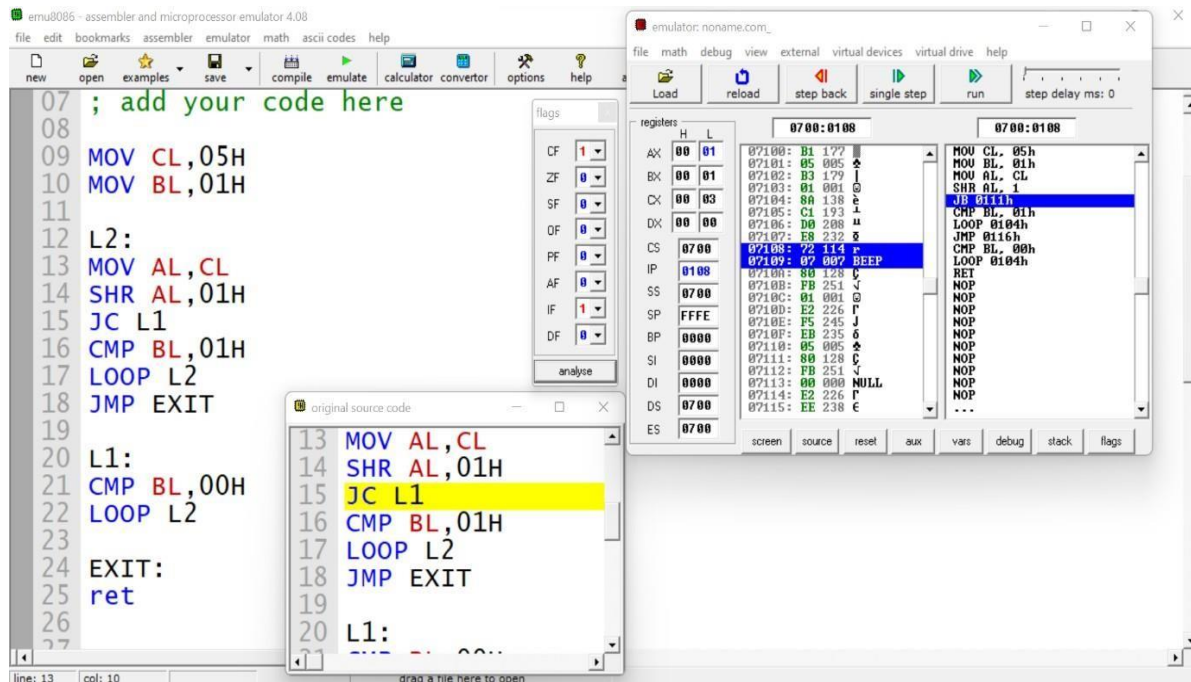 emu8086 - assembler and microprocessor emulator 4.08
file edit bookmarks assembler emulator math ascii codes help
new open examples save compile emulate calculator convertor options help
07 ; add your code here
08
09 MOV CL,05H
10 MOV BL,01H
11
12 L2:
13 MOV AL,CL
14 SHR AL,01H
15 JC L1
16 CMP BL,01H
17 LOOP L2
18 JMP EXIT
19
20 L1:
21 CMP BL,00H
22 LOOP L2
23
24 EXIT:
25 ret
26
27
line: 13 col: 10 drag a file here to open
flags
CF 1
ZF 0
SF 0
OF 0
PF 0
AF 0
IF 1
DF 0
analyse
original source code
13 MOV AL,CL
14 SHR AL,01H
15 JC L1
16 CMP BL,01H
17 LOOP L2
18 JMP EXIT
19
20 L1:
emulator: noname.com_
file math debug view external virtual devices virtual drive help
Load reload step back single step run step delay ms: 0
registers H L
AX 00 01
BX 00 01
CX 00 03
DX 00 00
CS 0700
IP 0108
SS 0700
SP FFFE
BP 0000
SI 0000
DI 0000
DS 0700
ES 0700
0700:0108
07100: B1 177
07101: 05 005 ♣
07102: B3 179 │
07103: 01 001 ☺
07104: 8A 138 è
07105: C1 193 ┴
07106: D0 208 
07107: E8 232 
07108: 72 114 r
07109: 07 007 BEEP
0710A: 80 128 Ç
0710B: FB 251 √
0710C: 01 001 ☺
0710D: E2 226 
0710E: F5 245 
0710F: EB 235 
07110: 05 005 ♣
07111: 80 128 Ç
07112: FB 251 √
07113: 00 000 NULL
07114: E2 226 
07115: EE 238 
0700:0108
MOV CL, 05h
MOV BL, 01h
MOV AL, CL
SHR AL, 1
JB 0111h
CMP BL, 01h
LOOP 0104h
JMP 0116h
CMP BL, 00h
LOOP 0104h
RET
NOP
NOP
NOP
NOP
NOP
NOP
NOP
NOP
NOP
NOP
...
screen source reset aux vars debug stack flags